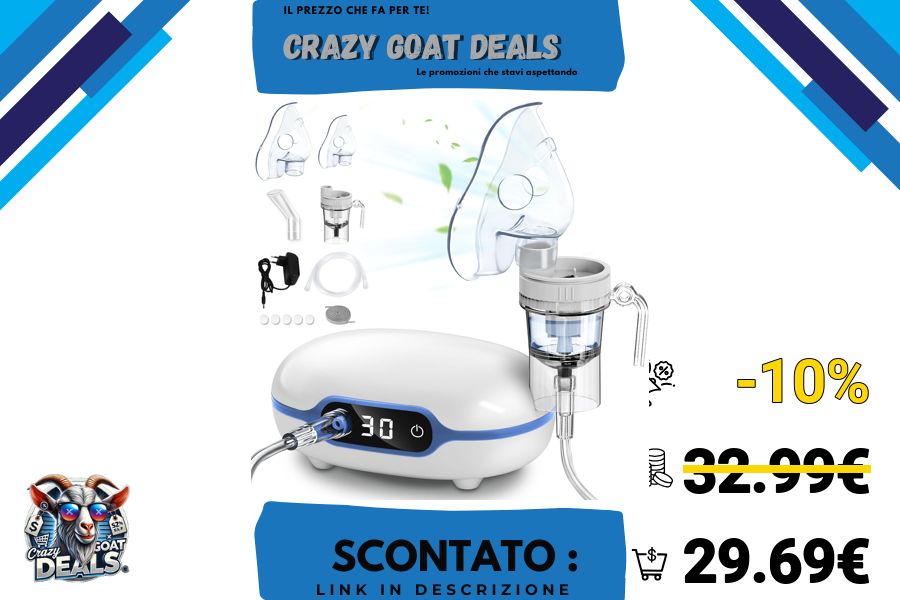 IL PREZZO CHE FA PER TE!
CRAZY GOAT DEALS
Le promozioni che stavi aspettando
30
-10%
32.99€
29.69€
$
57%
Crazy
GOAT
DEALS
SCONTATO :
LINK IN DESCRIZIONE